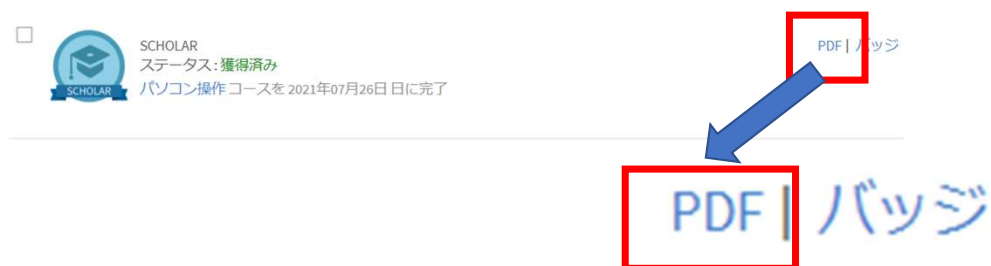 SCHOLAR
PDF | バッジ
ステータス:獲得済み
SCHOLAR
パソコン操作 コースを 2021年07月26日 日に完了
PDF | バッジ